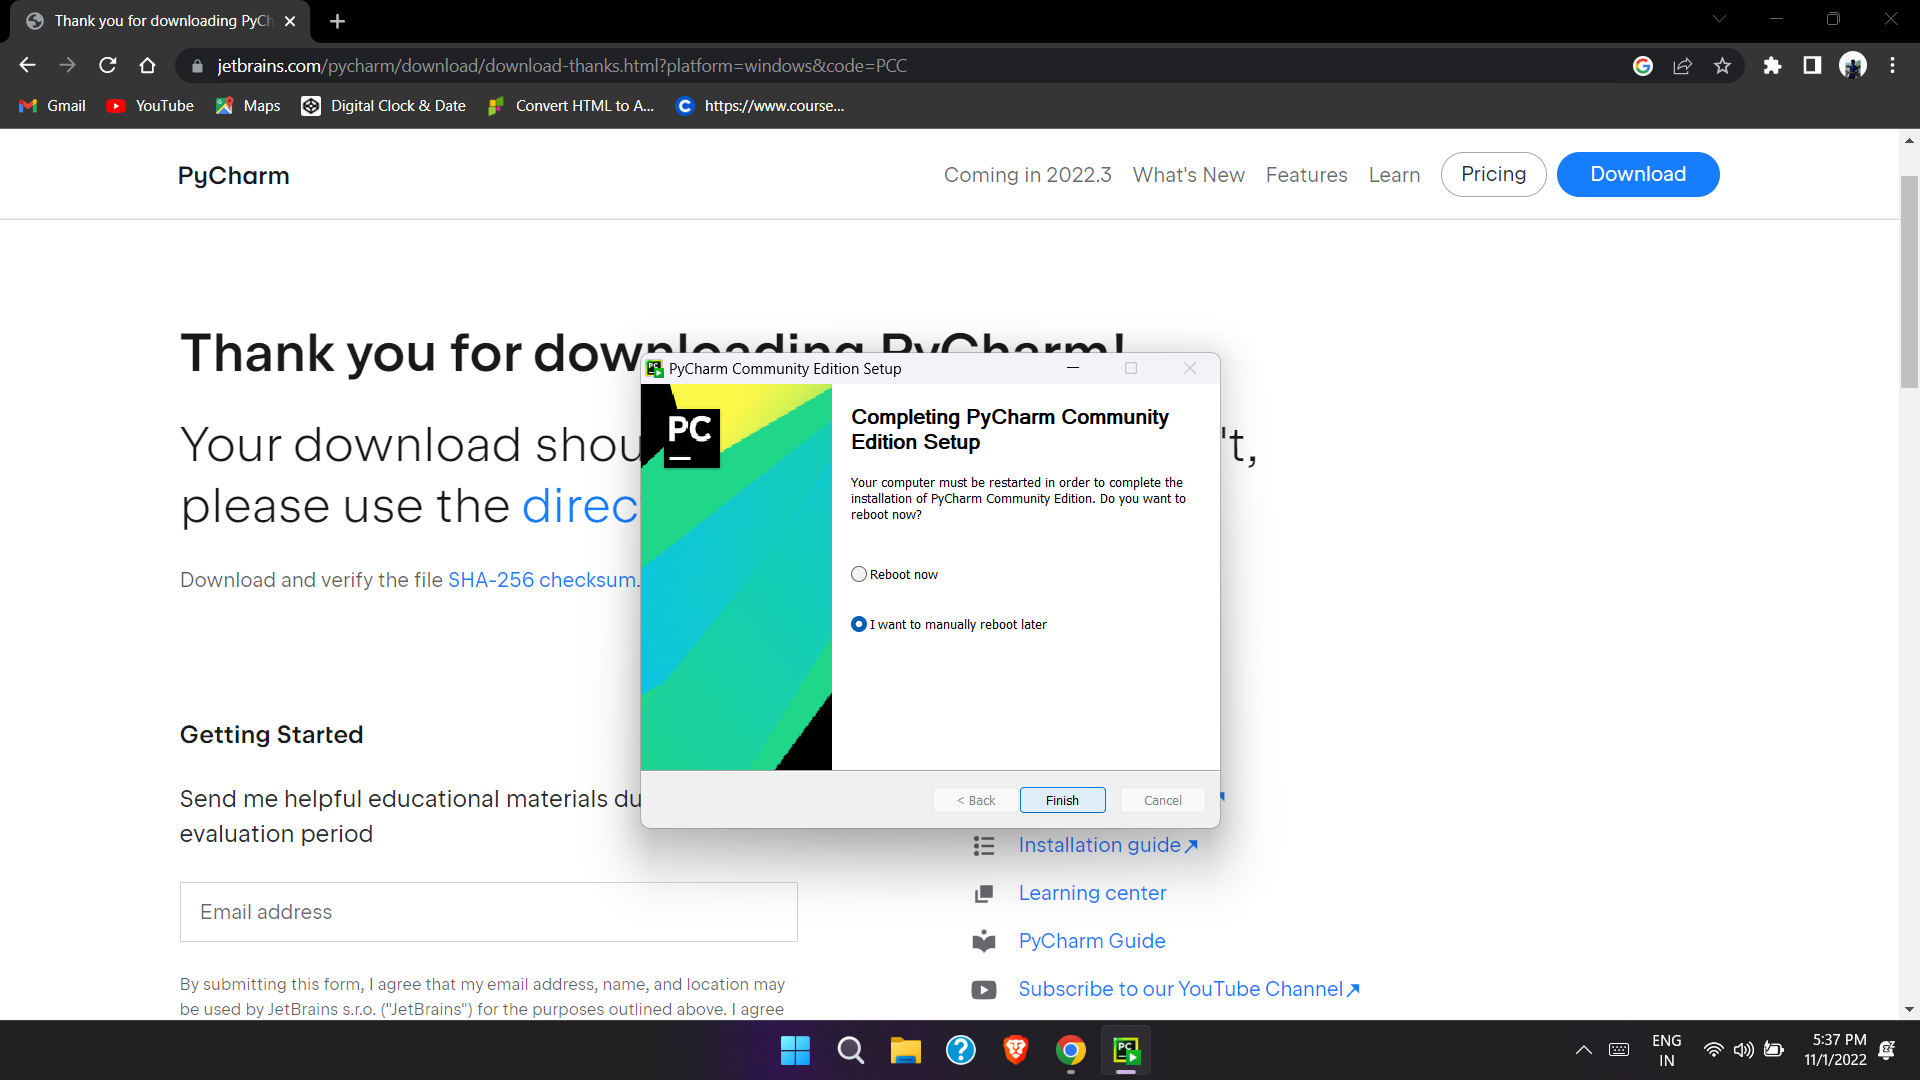 Thank you for downloading PyCh
jetbrains.com/pycharm/download/download-thanks.html?platform=windows&code=PCC
Gmail
YouTube
Maps
Digital Clock & Date
Convert HTML to A...
https://www.course...
PyCharm
Coming in 2022.3
What's New
Features
Learn
Pricing
Download
Thank you for downloading PyCharm!
Your download shou
't,
please use the direc
Download and verify the file SHA-256 checksum.
PyCharm Community Edition Setup
PC
Completing PyCharm Community
Edition Setup
Your computer must be restarted in order to complete the
installation of PyCharm Community Edition. Do you want to
reboot now?
Reboot now
I want to manually reboot later
< Back
Finish
Cancel
Getting Started
Send me helpful educational materials du
evaluation period
Email address
By submitting this form, I agree that my email address, name, and location may
be used by JetBrains s.r.o. ("JetBrains") for the purposes outlined above. I agree
Installation guide
Learning center
PyCharm Guide
Subscribe to our YouTube Channel
ENG
IN
5:37 PM
11/1/2022